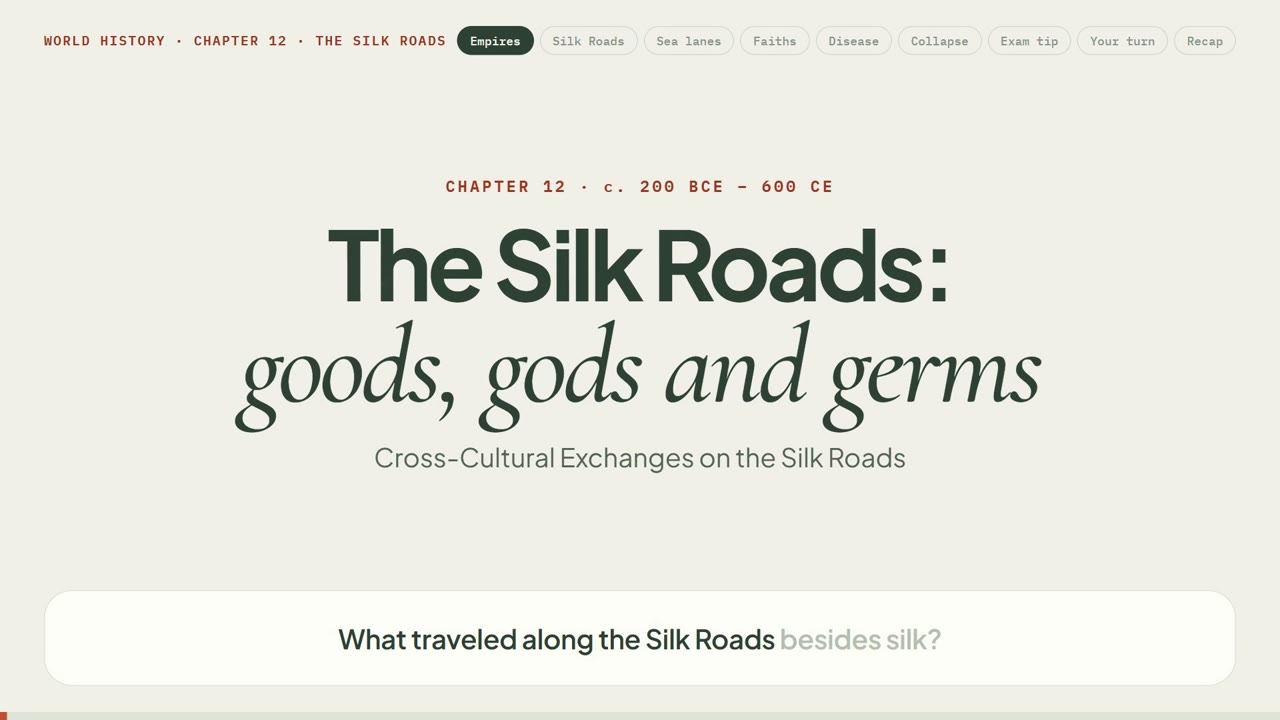 WORLD HISTORY · CHAPTER 12 · THE SILK ROADS
Empires
Silk Roads
Sea lanes
Faiths
Disease
Collapse
Exam tip
Your turn
Recap
CHAPTER 12 · c. 200 BCE – 600 CE
The Silk Roads:
goods, gods and germs
Cross-Cultural Exchanges on the Silk Roads
What traveled along the Silk Roads besides silk?